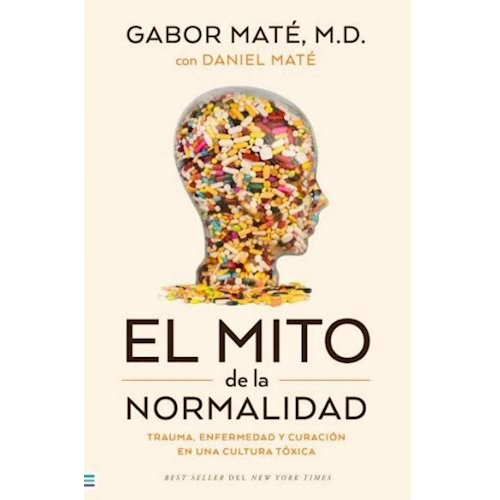 GABOR MATÉ, M.D.
con DANIEL MATÉ
EL MITO
de la
NORMALIDAD
TRAUMA, ENFERMEDAD Y CURACIÓN
EN UNA CULTURA TÓXICA
BEST SELLER DEL NEW YORK TIMES